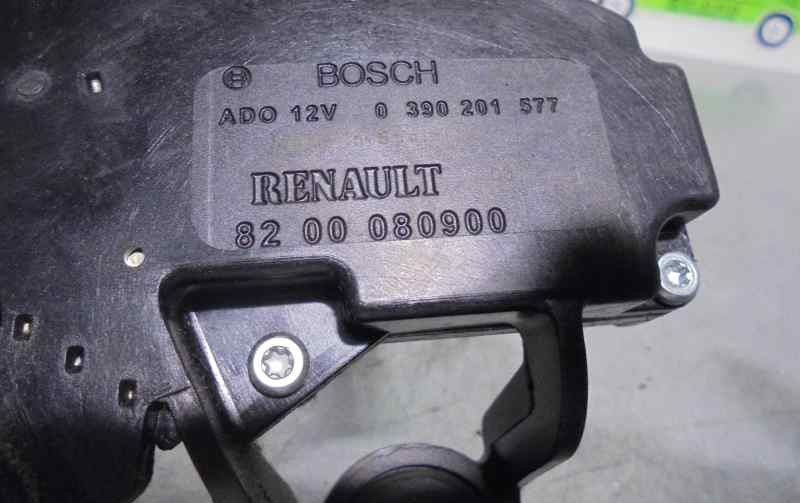 BOSCH
ADO 12V 0 390 201 577
RENAULT
82 00 080900